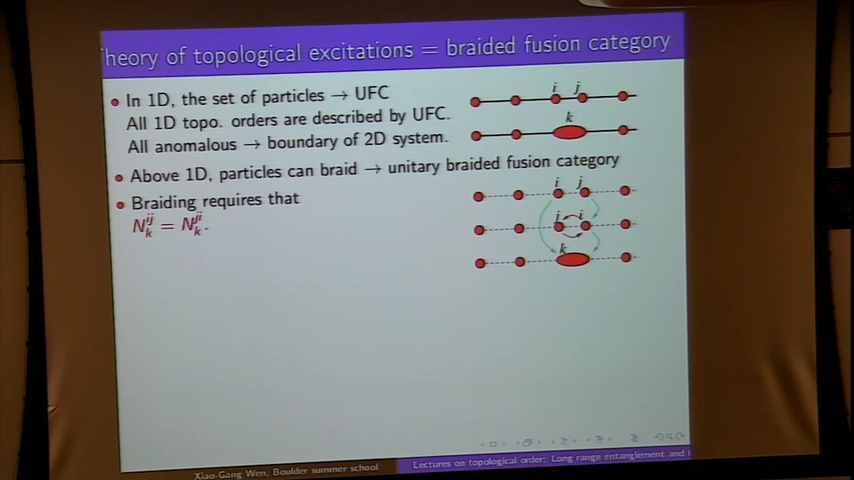 heory of topological excitations = braided fusion category
• In 1D, the set of particles → UFC
All 1D topo. orders are described by UFC.
All anomalous → boundary of 2D system.
• Above 1D, particles can braid → unitary braided fusion category
• Braiding requires that
N_k^{ij} = N_k^{ji}.
i j
k
i j
j i
k
Xiao-Gang Wen, Boulder summer school
Lectures on topological order: Long range entanglement and t